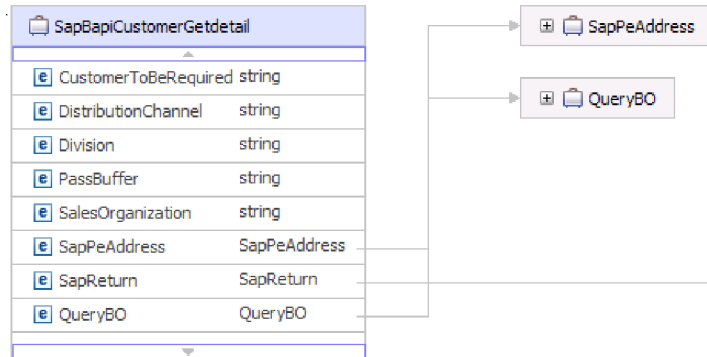 SapBapiCustomerGetdetail
e CustomerToBeRequired string
e DistributionChannel string
e Division string
e PassBuffer string
e SalesOrganization string
e SapPeAddress SapPeAddress
e SapReturn SapReturn
e QueryBO QueryBO
SapPeAddress
QueryBO